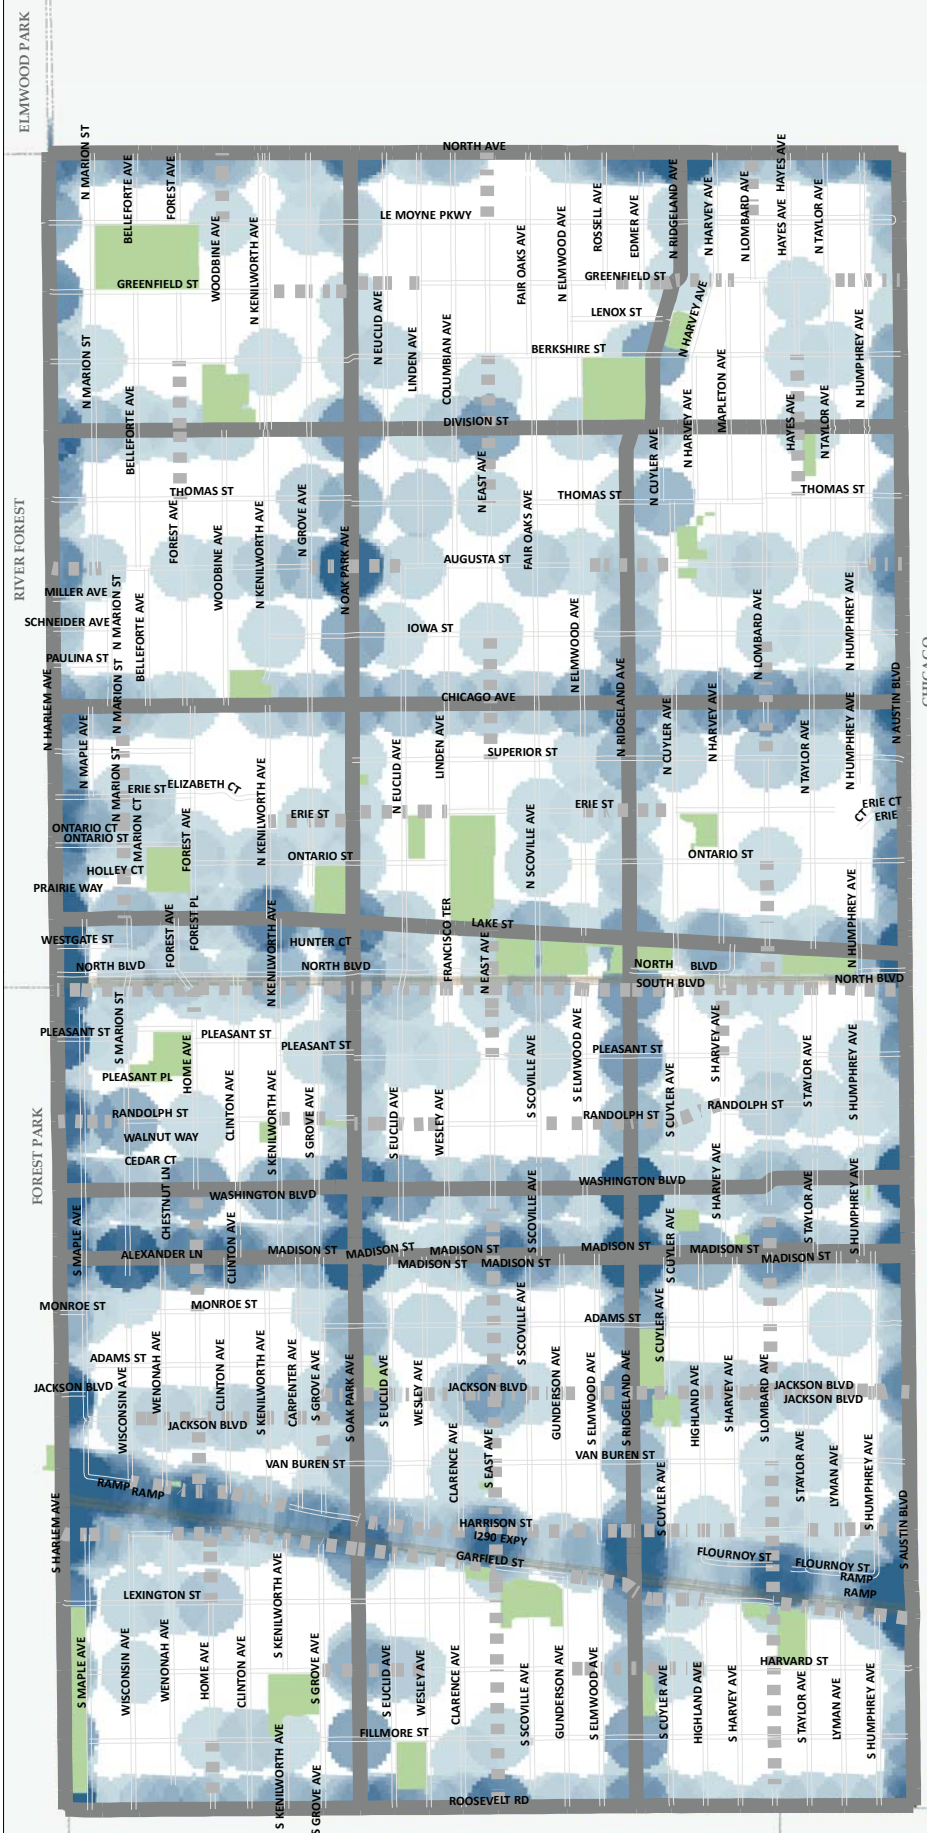 ELMWOOD PARK
NORTH AVE
N MARION ST
BELLEFORTE AVE
FOREST AVE
WOODBINE AVE
N KENILWORTH AVE
LE MOYNE PKWY
FAIR OAKS AVE
N ELMWOOD AVE
ROSSELL AVE
EDMER AVE
N RIDGELAND AVE
N HARVEY AVE
N LOMBARD AVE
HAYES AVE
HAYES AVE
N TAYLOR AVE
GREENFIELD ST
GREENFIELD ST
LENOX ST
N HARVEY AVE
BERKSHIRE ST
N EUCLID AVE
LINDEN AVE
COLUMBIAN AVE
N MARION ST
BELLEFORTE AVE
MAPLETON AVE
N HARVEY AVE
HAYES AVE
N TAYLOR AVE
N HUMPHREY AVE
DIVISION ST
N CUYLER AVE
N EAST AVE
THOMAS ST
THOMAS ST
THOMAS ST
RIVER FOREST
FOREST AVE
WOODBINE AVE
N KENILWORTH AVE
N GROVE AVE
N OAK PARK AVE
FAIR OAKS AVE
AUGUSTA ST
MILLER AVE
SCHNEIDER AVE
PAULINA ST
N MARION ST
BELLEFORTE AVE
IOWA ST
N ELMWOOD AVE
N LOMBARD AVE
N HUMPHREY AVE
N HARLEM AVE
N MARION ST
CHICAGO AVE
N RIDGELAND AVE
N AUSTIN BLVD
CHICAGO
N MAPLE AVE
N MARION ST
N EUCLID AVE
LINDEN AVE
SUPERIOR ST
N CUYLER AVE
N HARVEY AVE
N TAYLOR AVE
N HUMPHREY AVE
ERIE ST
ELIZABETH CT
ERIE ST
ERIE ST
ERIE CT
ERIE
CT
ONTARIO CT
ONTARIO ST
MARION CT
FOREST AVE
N KENILWORTH AVE
ONTARIO ST
N SCOVILLE AVE
ONTARIO ST
HOLLEY CT
PRAIRIE WAY
LAKE ST
WESTGATE ST
FOREST AVE
FOREST PL
N KENILWORTH AVE
HUNTER CT
FRANCISCO TER
N EAST AVE
N HUMPHREY AVE
NORTH BLVD
NORTH BLVD
NORTH BLVD
SOUTH BLVD
NORTH BLVD
PLEASANT ST
S MARION ST
PLEASANT ST
PLEASANT ST
HOME AVE
PLEASANT PL
S SCOVILLE AVE
S ELMWOOD AVE
PLEASANT ST
S HARVEY AVE
S TAYLOR AVE
S HUMPHREY AVE
FOREST PARK
RANDOLPH ST
WALNUT WAY
CEDAR CT
CLINTON AVE
S KENILWORTH AVE
S GROVE AVE
S EUCLID AVE
WESLEY AVE
RANDOLPH ST
S CUYLER AVE
RANDOLPH ST
CHESTNUT LN
WASHINGTON BLVD
WASHINGTON BLVD
S MAPLE AVE
CLINTON AVE
S SCOVILLE AVE
S CUYLER AVE
S HARVEY AVE
S TAYLOR AVE
S HUMPHREY AVE
ALEXANDER LN
MADISON ST
MADISON ST
MADISON ST
MADISON ST
MADISON ST
MADISON ST
MADISON ST
MADISON ST
MONROE ST
MONROE ST
ADAMS ST
ADAMS ST
S SCOVILLE AVE
S CUYLER AVE
JACKSON BLVD
WISCONSIN AVE
WENONAH AVE
CLINTON AVE
S KENILWORTH AVE
CARPENTER AVE
S GROVE AVE
S OAK PARK AVE
S EUCLID AVE
WESLEY AVE
JACKSON BLVD
JACKSON BLVD
GUNDERSON AVE
S ELMWOOD AVE
S RIDGELAND AVE
HIGHLAND AVE
S HARVEY AVE
S LOMBARD AVE
JACKSON BLVD
JACKSON BLVD
VAN BUREN ST
CLARENCE AVE
S EAST AVE
VAN BUREN ST
S CUYLER AVE
S TAYLOR AVE
LYMAN AVE
S HUMPHREY AVE
RAMP
RAMP
HARRISON ST
I290 EXPY
GARFIELD ST
S HARLEM AVE
S AUSTIN BLVD
FLOURNOY ST
FLOURNOY ST
RAMP
RAMP
LEXINGTON ST
S KENILWORTH AVE
S MAPLE AVE
WISCONSIN AVE
WENONAH AVE
HOME AVE
CLINTON AVE
S GROVE AVE
S EUCLID AVE
WESLEY AVE
CLARENCE AVE
S SCOVILLE AVE
GUNDERSON AVE
S ELMWOOD AVE
S CUYLER AVE
HIGHLAND AVE
S HARVEY AVE
HARVARD ST
S TAYLOR AVE
LYMAN AVE
S HUMPHREY AVE
FILLMORE ST
S KENILWORTH AVE
S GROVE AVE
ROOSEVELT RD